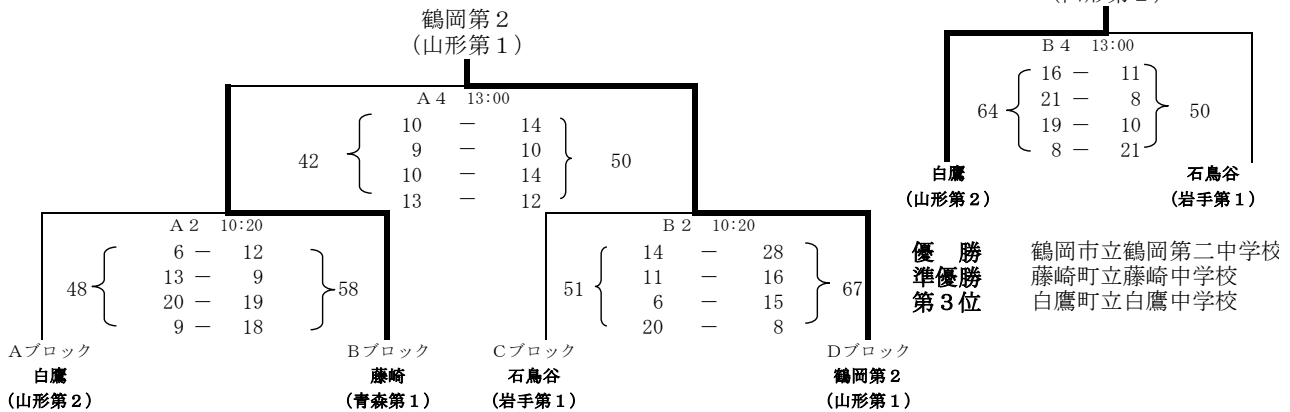 鶴岡第2
(山形第1)
A4 13:00
42
10 － 14
9 － 10
10 － 14
13 － 12
50
A2 10:20
48
6 － 12
13 － 9
20 － 19
9 － 18
58
B2 10:20
51
14 － 28
11 － 16
6 － 15
20 － 8
67
Aブロック
白鷹
(山形第2)
Bブロック
藤崎
(青森第1)
Cブロック
石鳥谷
(岩手第1)
Dブロック
鶴岡第2
(山形第1)
B4 13:00
64
16 － 11
21 － 8
19 － 10
8 － 21
50
白鷹
(山形第2)
石鳥谷
(岩手第1)
優　勝 鶴岡市立鶴岡第二中学校
準優勝 藤崎町立藤崎中学校
第3位 白鷹町立白鷹中学校